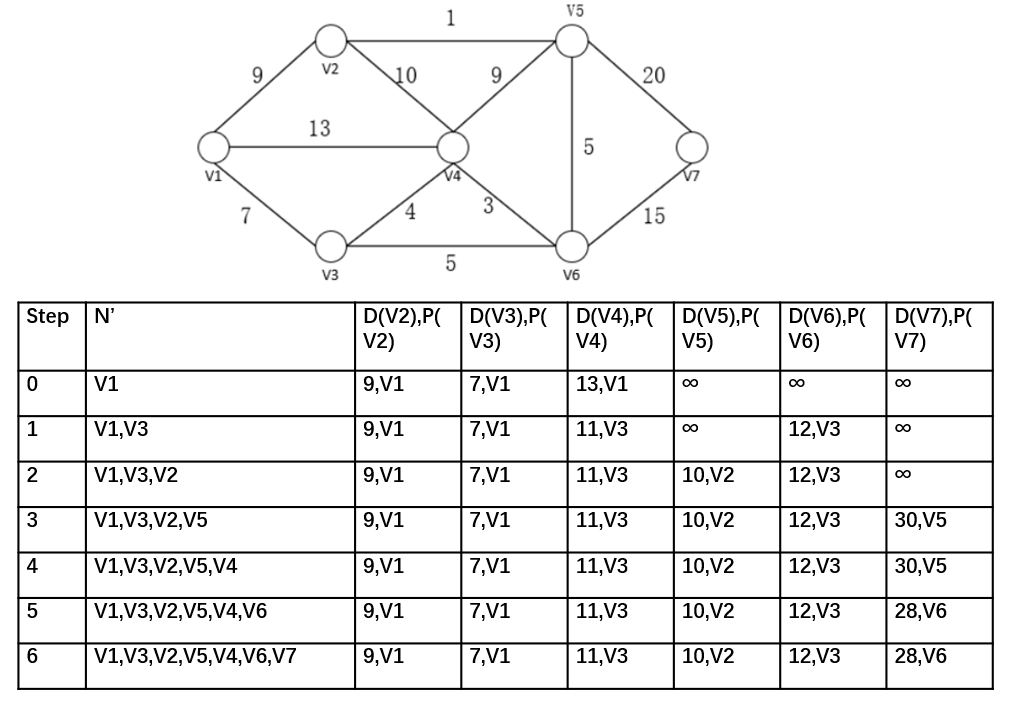 1
V5
V2
9
10
9
20
13
5
V1
V4
V7
7
4
3
15
V3
5
V6
Step N’ D(V2),P(V2) D(V3),P(V3) D(V4),P(V4) D(V5),P(V5) D(V6),P(V6) D(V7),P(V7)
0 V1 9,V1 7,V1 13,V1 ∞ ∞ ∞
1 V1,V3 9,V1 7,V1 11,V3 ∞ 12,V3 ∞
2 V1,V3,V2 9,V1 7,V1 11,V3 10,V2 12,V3 ∞
3 V1,V3,V2,V5 9,V1 7,V1 11,V3 10,V2 12,V3 30,V5
4 V1,V3,V2,V5,V4 9,V1 7,V1 11,V3 10,V2 12,V3 30,V5
5 V1,V3,V2,V5,V4,V6 9,V1 7,V1 11,V3 10,V2 12,V3 28,V6
6 V1,V3,V2,V5,V4,V6,V7 9,V1 7,V1 11,V3 10,V2 12,V3 28,V6